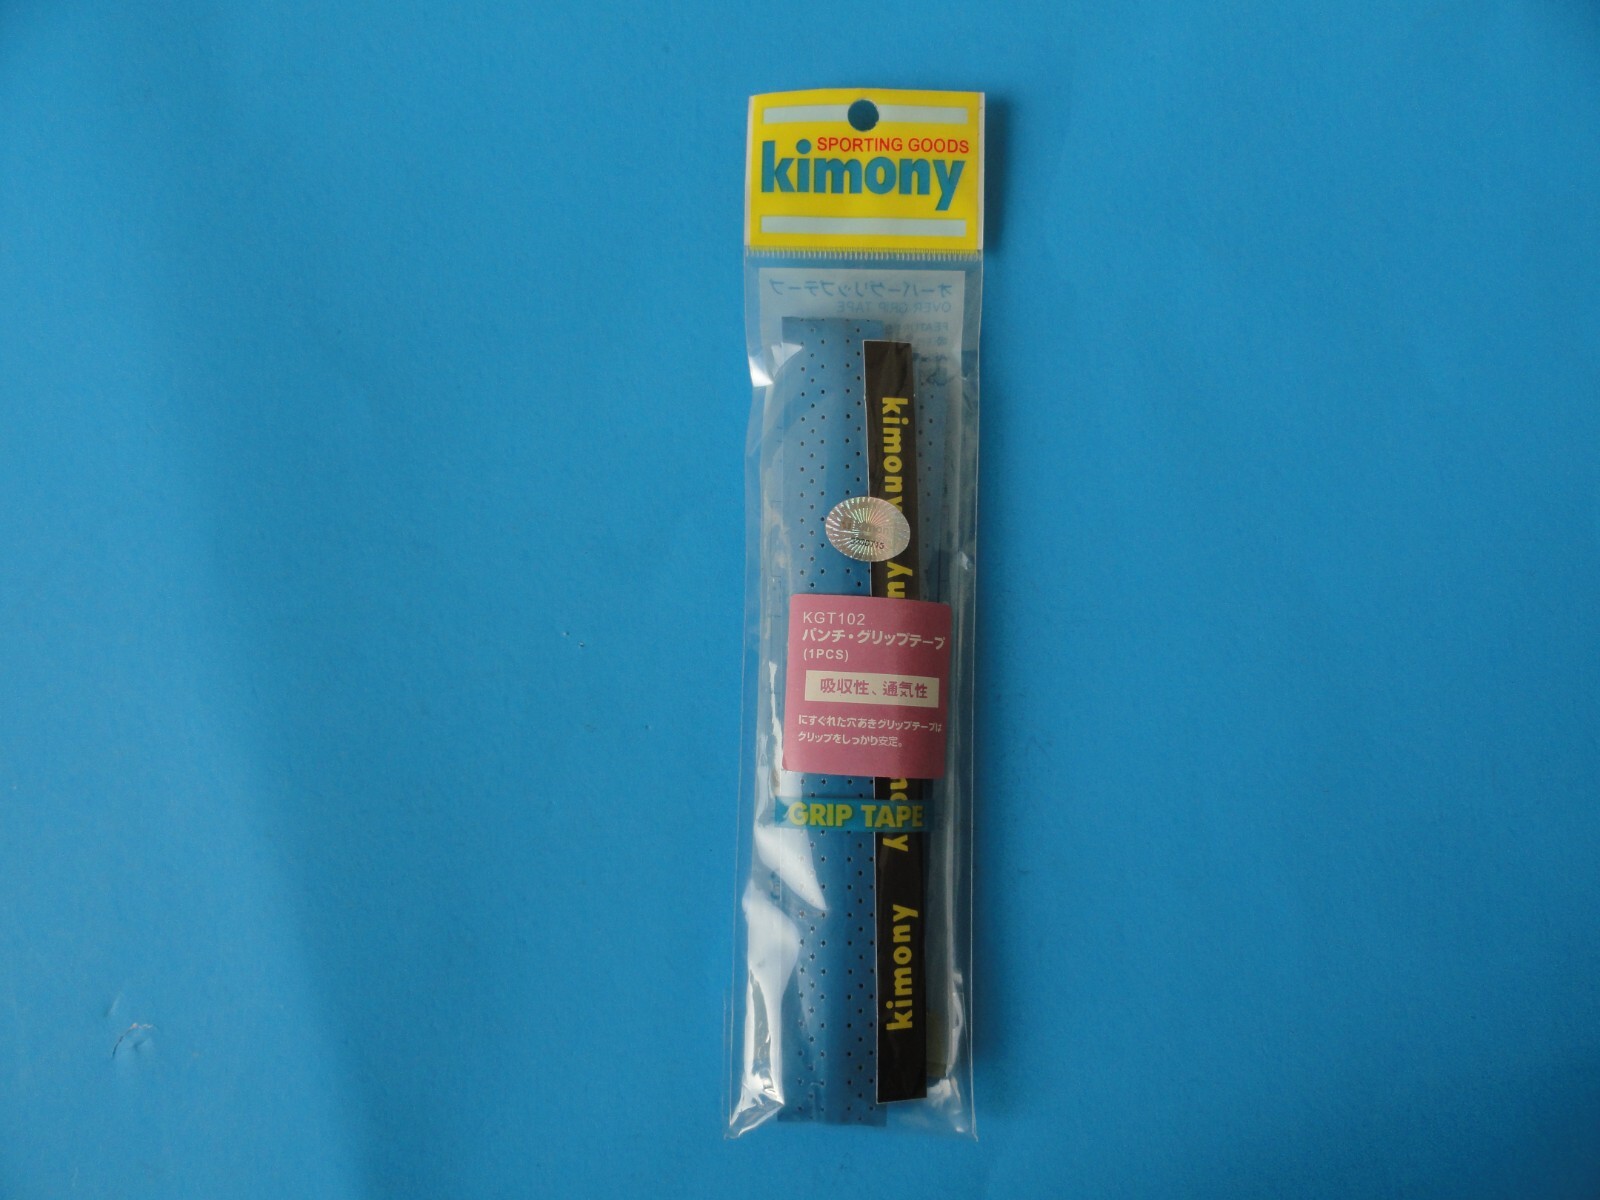 SPORTING GOODS
kimony
オーバーグリップテープ
OVER GRIP TAPE
kimony
KGT102
パンチ・グリップテープ
(1PCS)
吸収性、通気性
にすぐれた穴あきグリップテープは
グリップをしっかり安定。
GRIP TAPE
kimony